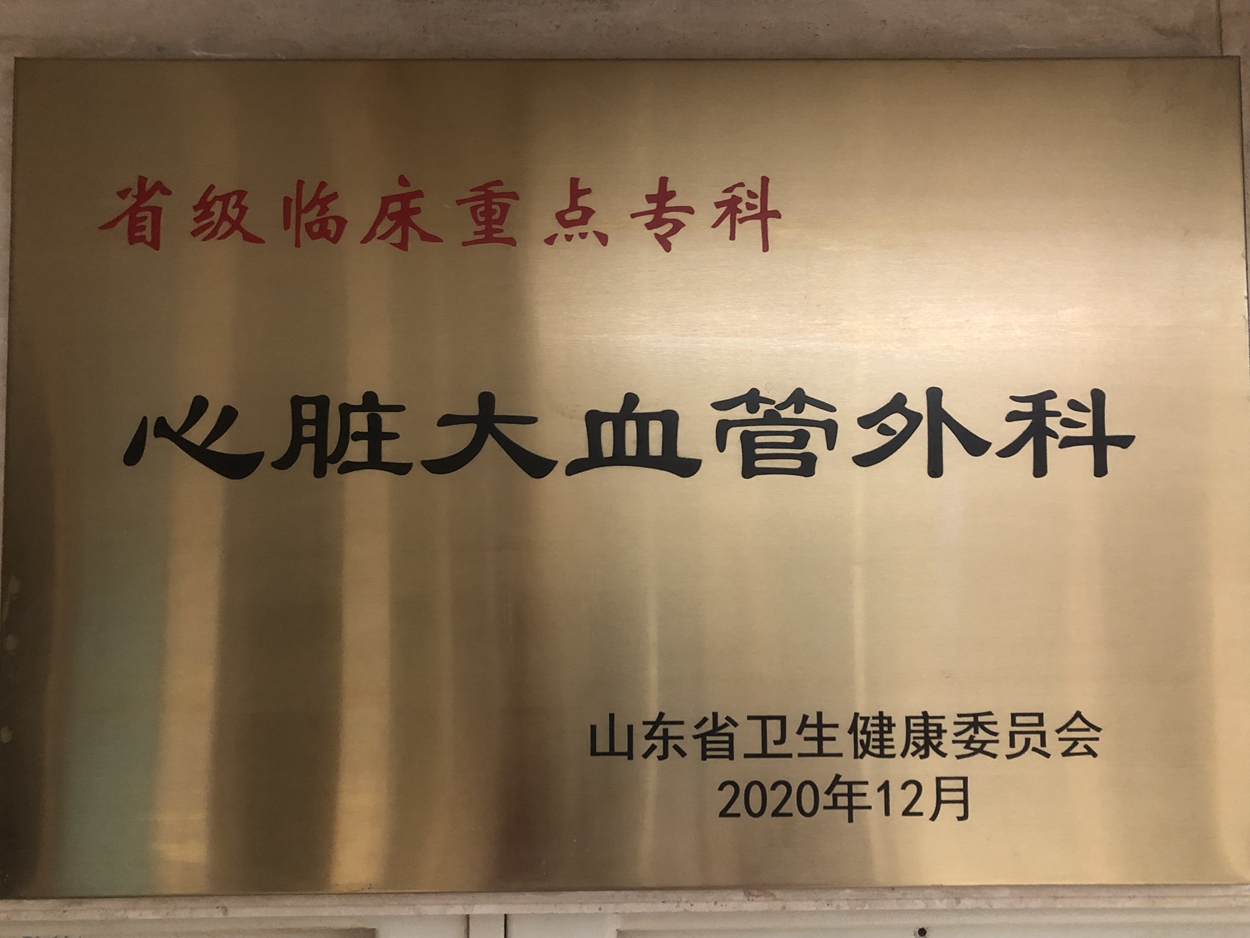 省级临床重点专科
心脏大血管外科
山东省卫生健康委员会
2020年12月